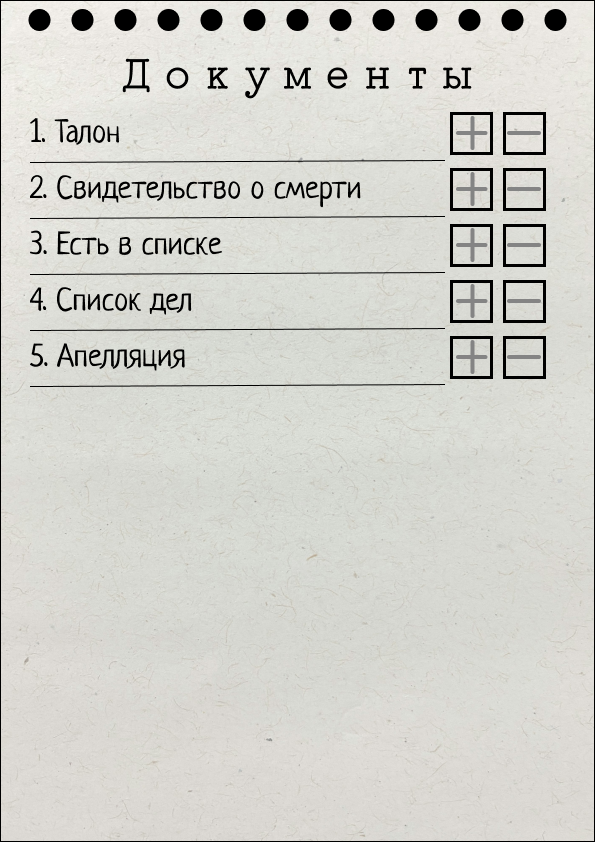 Документы
1. Талон
2. Свидетельство о смерти
3. Есть в списке
4. Список дел
5. Апелляция